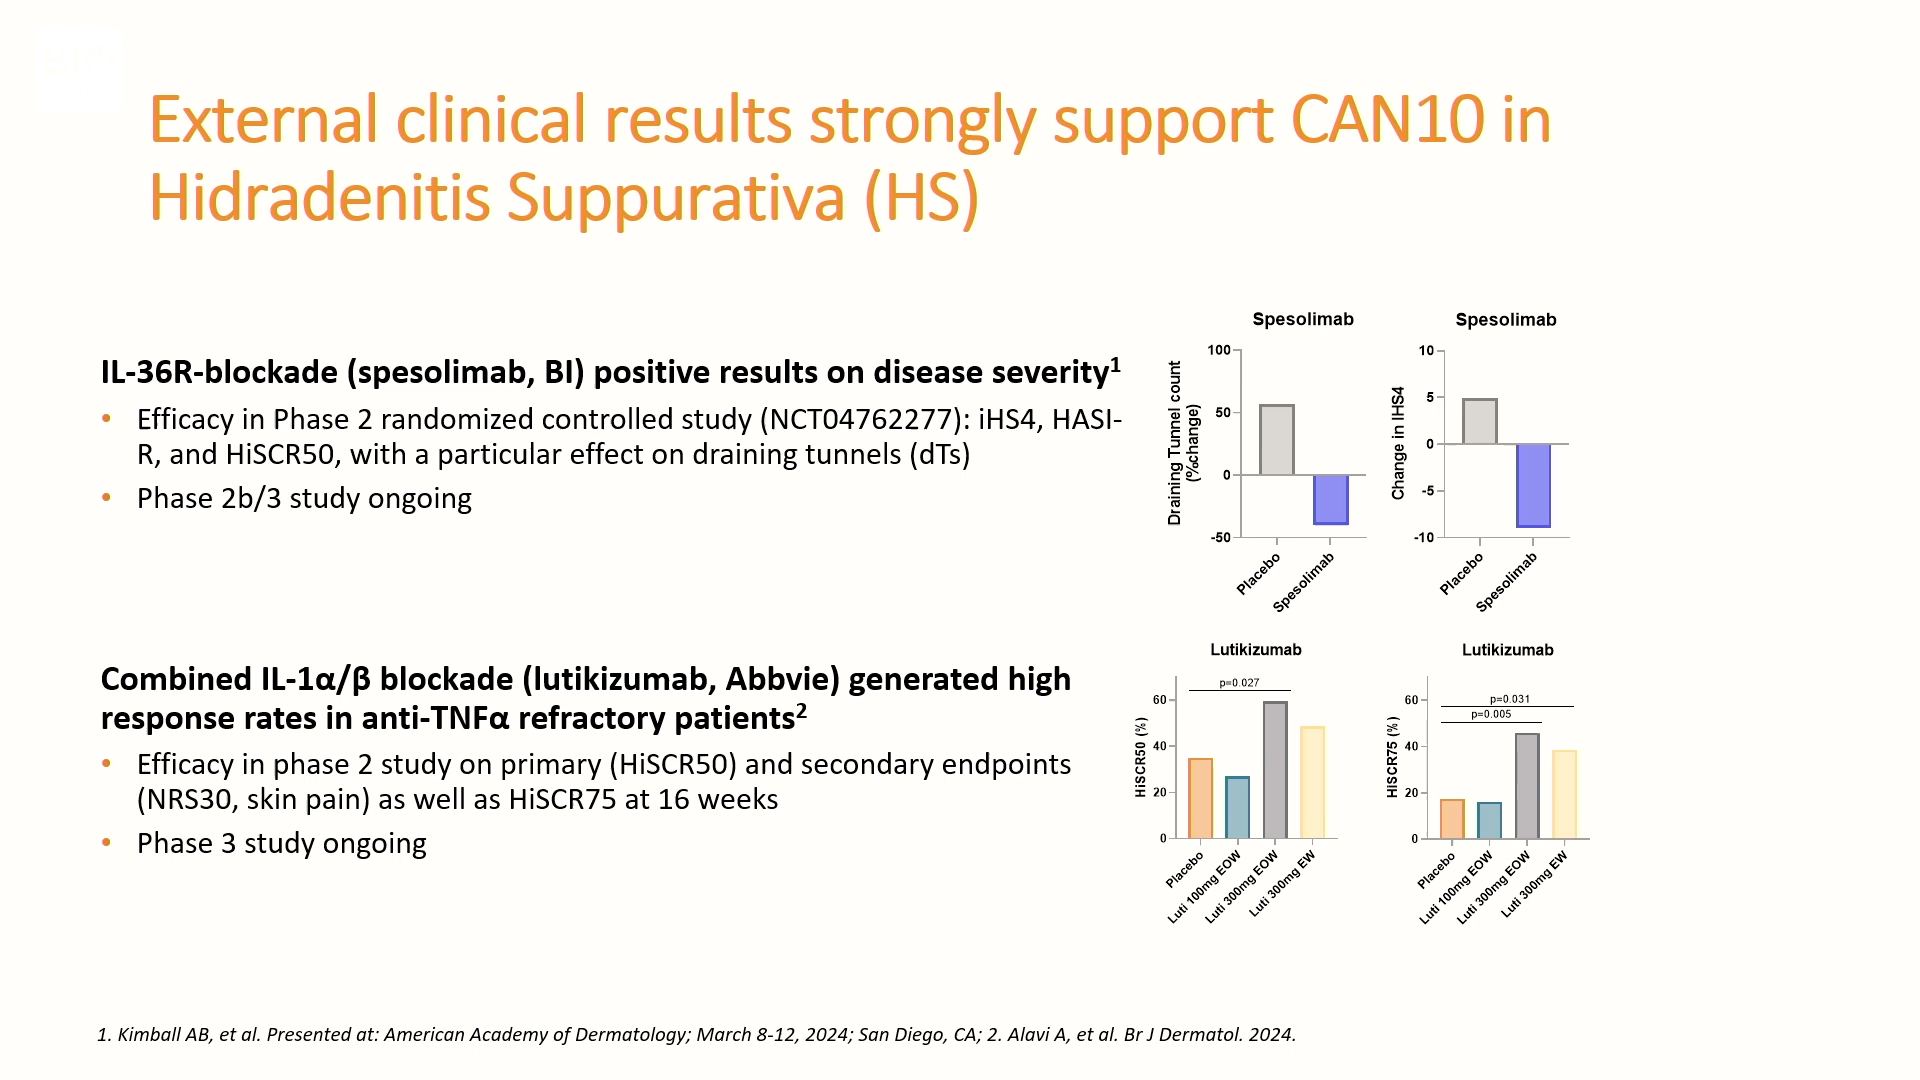 External clinical results strongly support CAN10 in
Hidradenitis Suppurativa (HS)
IL-36R-blockade (spesolimab, BI) positive results on disease severity1
• Efficacy in Phase 2 randomized controlled study (NCT04762277): iHS4, HASI-
R, and HiSCR50, with a particular effect on draining tunnels (dTs)
• Phase 2b/3 study ongoing
Spesolimab
Draining Tunnel count
(%change)
100
50
0
-50
Placebo
Spesolimab
Spesolimab
Change in IHS4
10
5
0
-5
-10
Placebo
Spesolimab
Combined IL-1α/β blockade (lutikizumab, Abbvie) generated high
response rates in anti-TNFα refractory patients2
• Efficacy in phase 2 study on primary (HiSCR50) and secondary endpoints
(NRS30, skin pain) as well as HiSCR75 at 16 weeks
• Phase 3 study ongoing
Lutikizumab
p=0.027
HiSCR50 (%)
60
40
20
0
Placebo
Luti 100mg EOW
Luti 300mg EOW
Luti 300mg EW
Lutikizumab
p=0.031
p=0.005
HiSCR75 (%)
60
40
20
0
Placebo
Luti 100mg EOW
Luti 300mg EOW
Luti 300mg EW
1. Kimball AB, et al. Presented at: American Academy of Dermatology; March 8-12, 2024; San Diego, CA; 2. Alavi A, et al. Br J Dermatol. 2024.